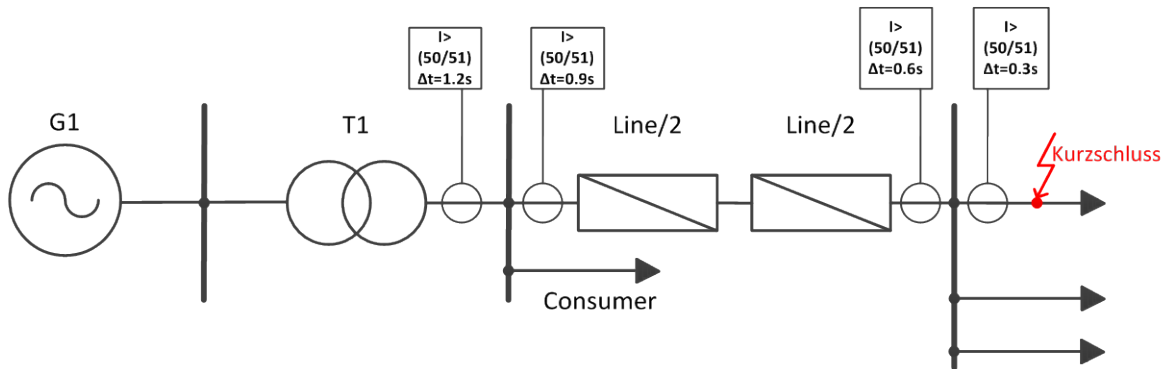 I>
(50/51)
Δt=1.2s
I>
(50/51)
Δt=0.9s
I>
(50/51)
Δt=0.6s
I>
(50/51)
Δt=0.3s
G1
T1
Line/2
Line/2
Kurzschluss
Consumer